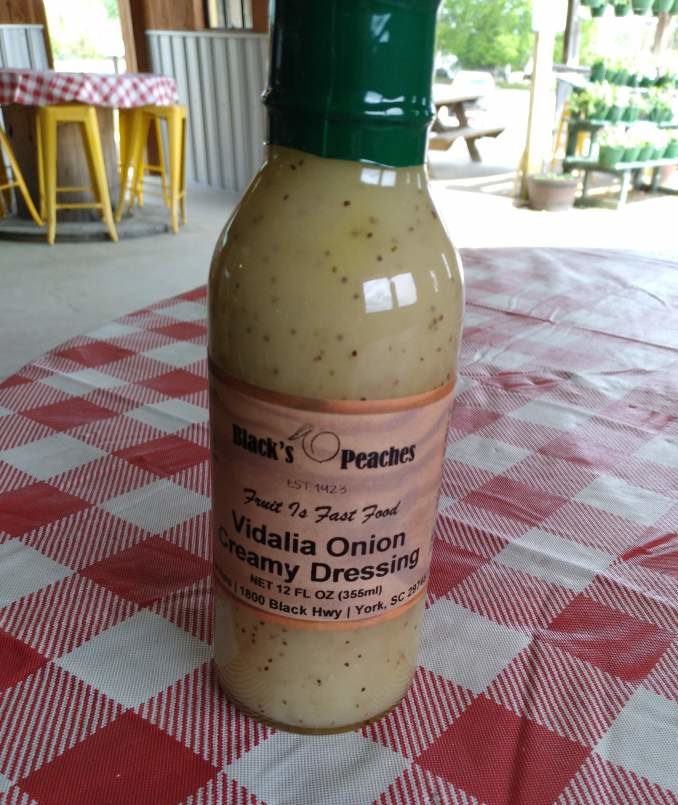 Black's Peaches
EST. 1923
Fruit Is Fast Food
Vidalia Onion
Creamy Dressing
NET 12 FL OZ (355ml)
| 1800 Black Hwy | York, SC